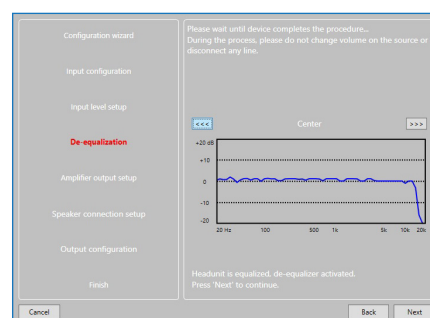 Configuration wizard
Input configuration
Input level setup
De-equalization
Amplifier output setup
Speaker connection setup
Output configuration
Finish
Please wait until device completes the procedure...
During the process, please do not change volume on the source or
disconnect any line.
<<< Center >>>
+20 dB
+10
0
-10
-20
20 Hz 100 500 1k 5k 10k 20k
Headunit is equalized, de-equalizer activated.
Press 'Next' to continue.
Cancel Back Next